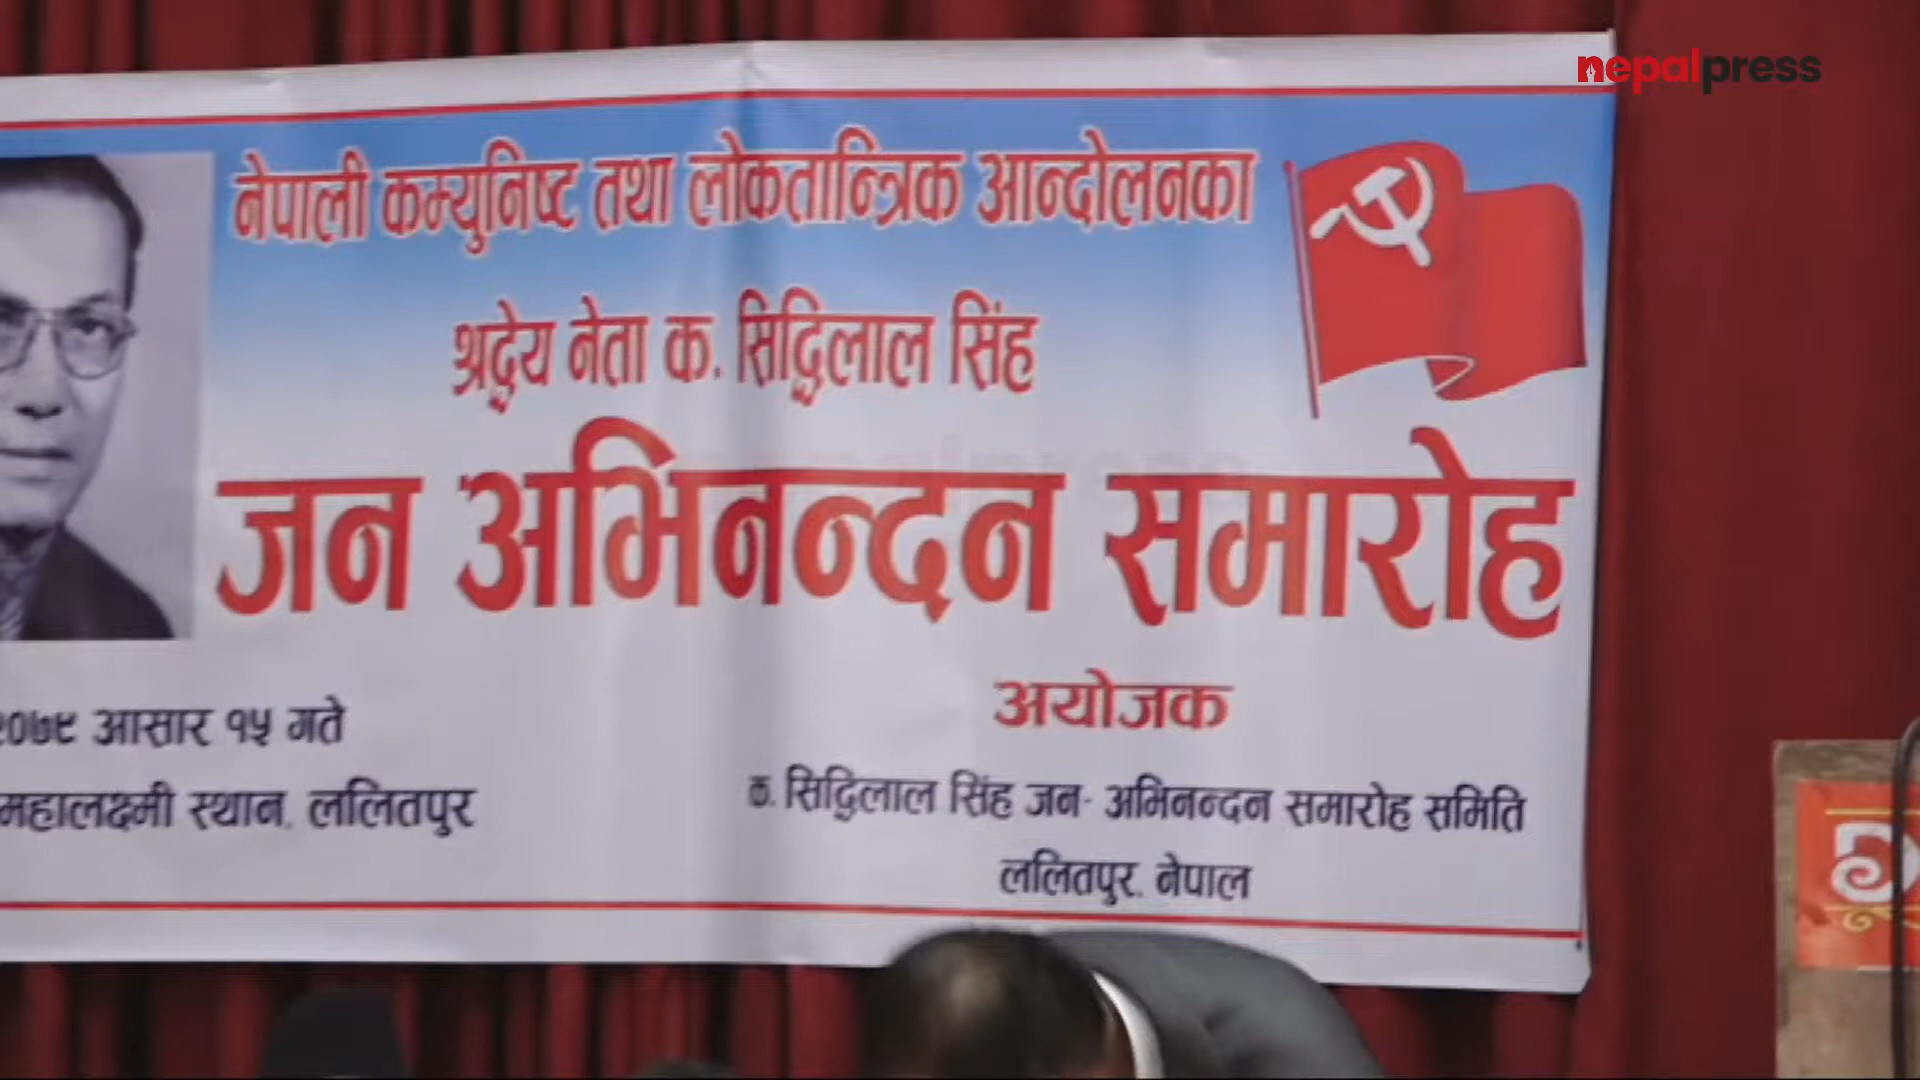 nepalpress
नेपाली कम्युनिष्ट तथा लोकतान्त्रिक आन्दोलनका
श्रद्धेय नेता क. सिद्धिलाल सिंह
जन अभिनन्दन समारोह
२०७९ आसार १५ गते
महालक्ष्मी स्थान, ललितपुर
अयोजक
क. सिद्धिलाल सिंह जन- अभिनन्दन समारोह समिति
ललितपुर, नेपाल